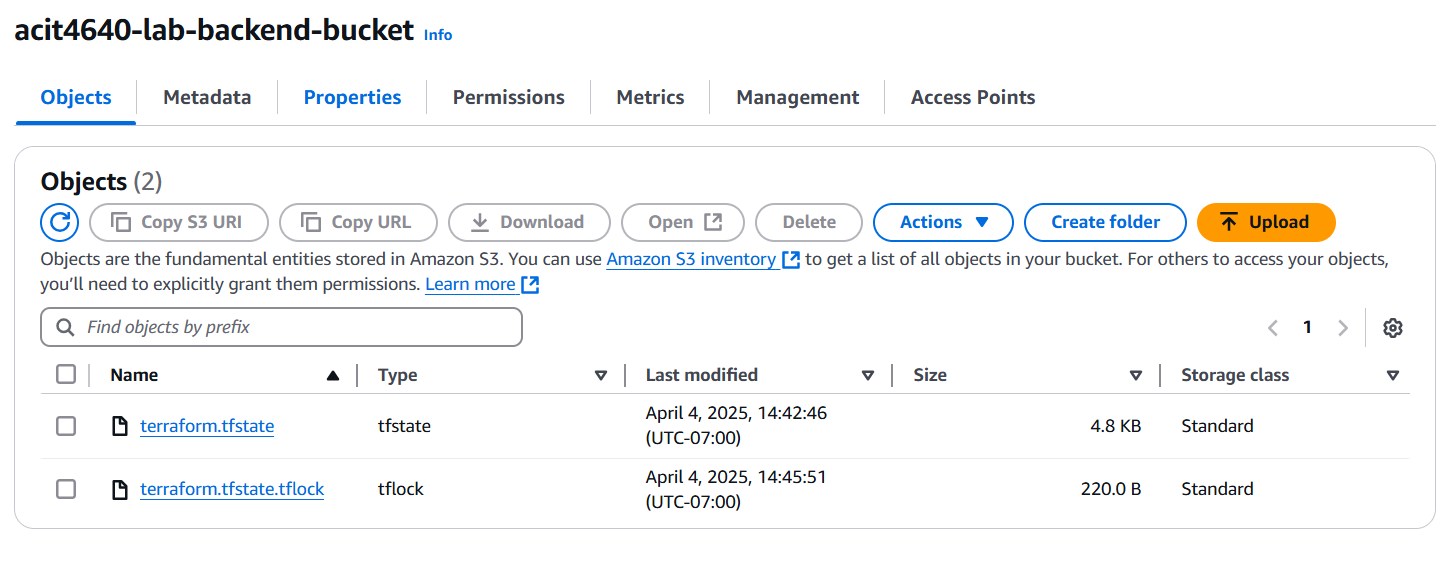 acit4640-lab-backend-bucket Info
Objects Metadata Properties Permissions Metrics Management Access Points
Objects (2)
Copy S3 URI Copy URL Download Open Delete Actions Create folder Upload
Objects are the fundamental entities stored in Amazon S3. You can use Amazon S3 inventory to get a list of all objects in your bucket. For others to access your objects,
you’ll need to explicitly grant them permissions. Learn more
Find objects by prefix 1
Name Type Last modified Size Storage class
terraform.tfstate tfstate April 4, 2025, 14:42:46 4.8 KB Standard
(UTC-07:00)
terraform.tfstate.tflock tflock April 4, 2025, 14:45:51 220.0 B Standard
(UTC-07:00)